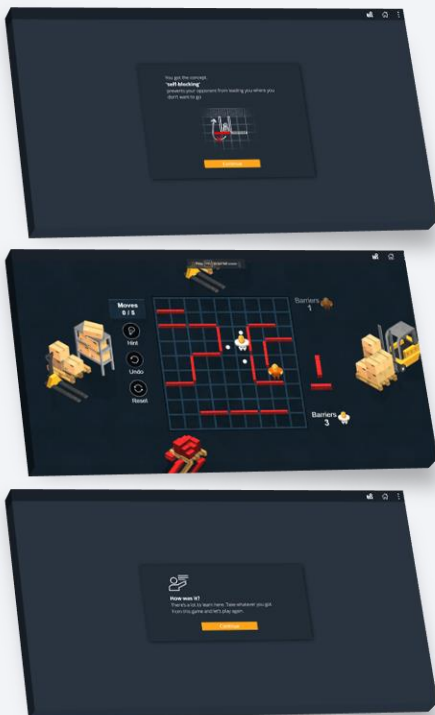 You got the concept.
"self-blocking"
prevents your opponent from leading you where you
don't want to go
Continue
Moves
0 / 8
Hint
Undo
Reset
Barriers
1
Barriers
3
How was it?
There's a lot to learn here. Take whatever you got
from this game and let's play again.
Continue